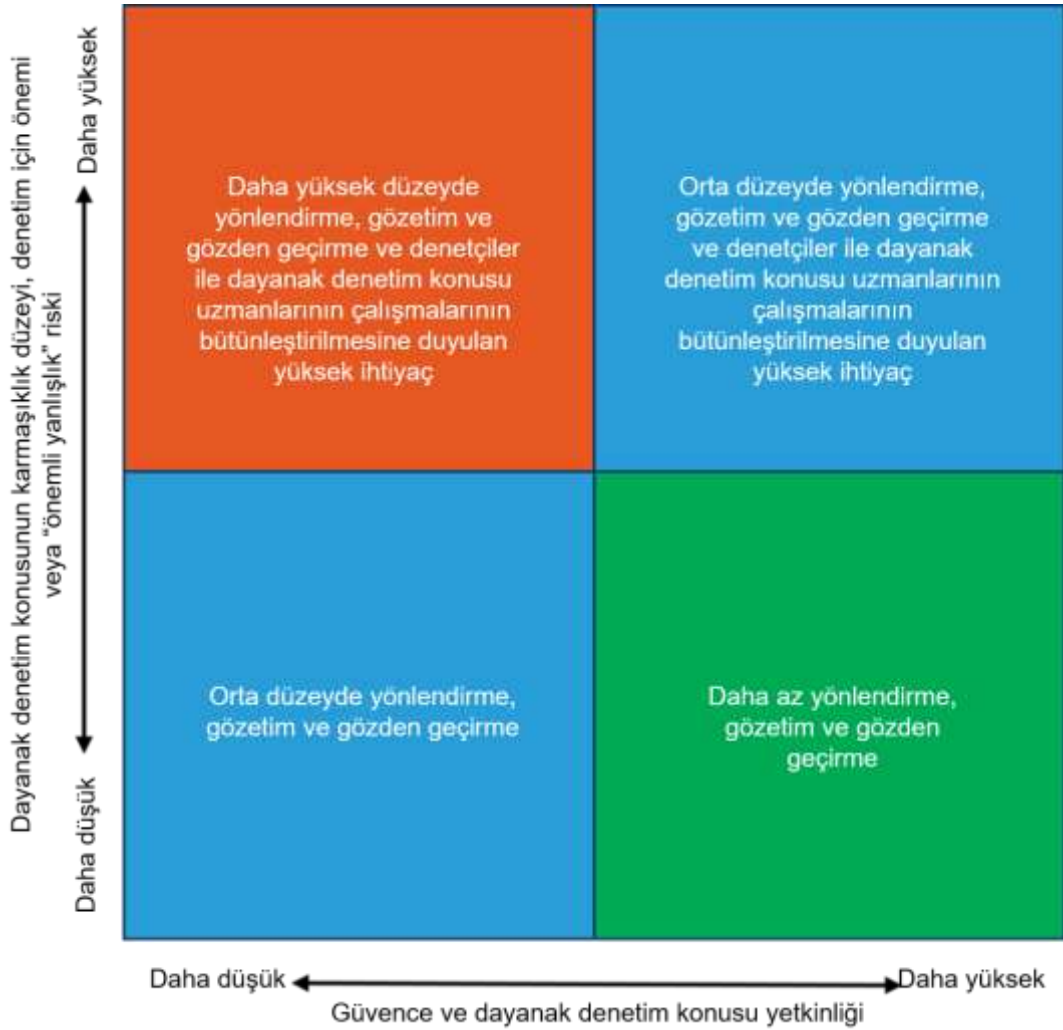 Dayanak denetim konusunun karmaşıklık düzeyi, denetim için önemi
veya “önemli yanlışlık” riski
Daha yüksek
Daha düşük
Daha yüksek düzeyde
yönlendirme, gözetim ve
gözden geçirme ve denetçiler
ile dayanak denetim konusu
uzmanlarının çalışmalarının
bütünleştirilmesine duyulan
yüksek ihtiyaç
Orta düzeyde yönlendirme,
gözetim ve gözden geçirme
ve denetçiler ile dayanak
denetim konusu uzmanlarının
çalışmalarının
bütünleştirilmesine duyulan
yüksek ihtiyaç
Orta düzeyde yönlendirme,
gözetim ve gözden geçirme
Daha az yönlendirme,
gözetim ve gözden
geçirme
Daha düşük
Daha yüksek
Güvence ve dayanak denetim konusu yetkinliği